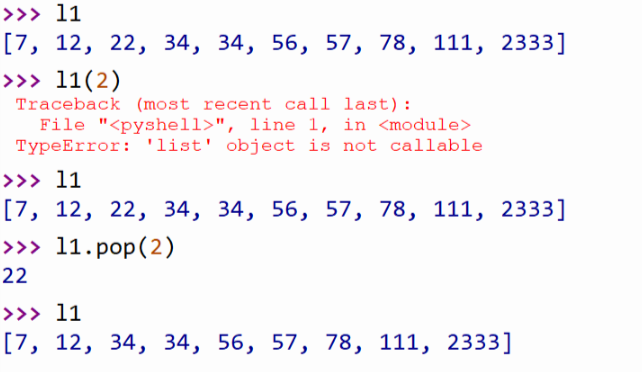 >>> l1
[7, 12, 22, 34, 34, 56, 57, 78, 111, 2333]
>>> l1(2)
Traceback (most recent call last):
  File "<pyshell>", line 1, in <module>
TypeError: 'list' object is not callable
>>> l1
[7, 12, 22, 34, 34, 56, 57, 78, 111, 2333]
>>> l1.pop(2)
22
>>> l1
[7, 12, 34, 34, 56, 57, 78, 111, 2333]